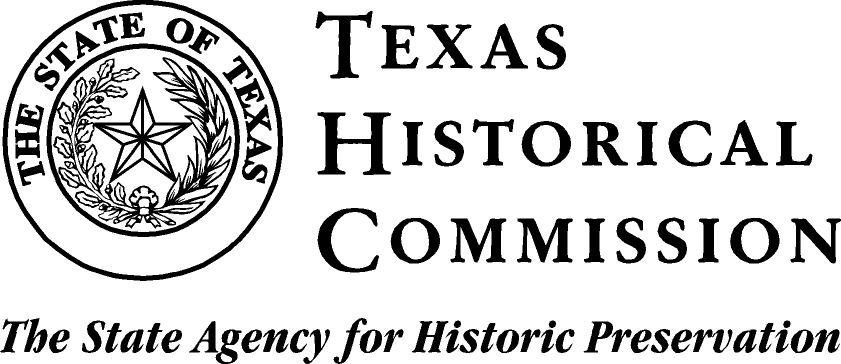 THE STATE OF TEXAS
TEXAS
HISTORICAL
COMMISSION
The State Agency for Historic Preservation